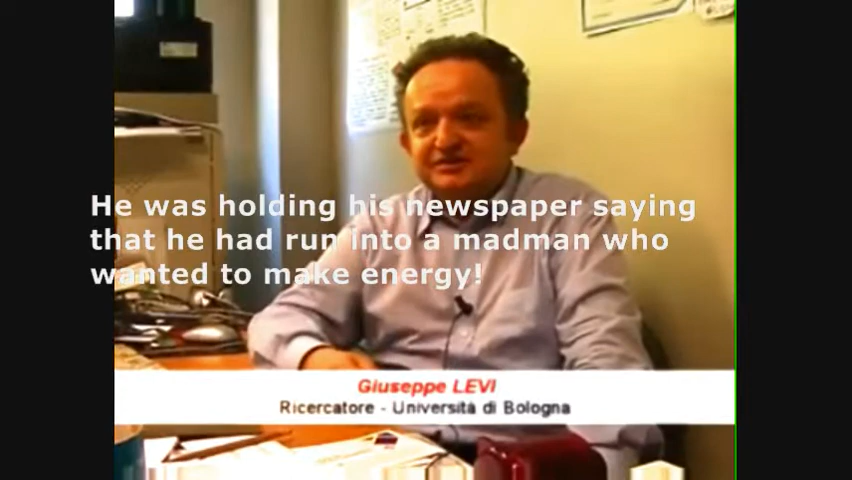 He was holding his newspaper saying
that he had run into a madman who
wanted to make energy!
Giuseppe LEVI
Ricercatore - Università di Bologna